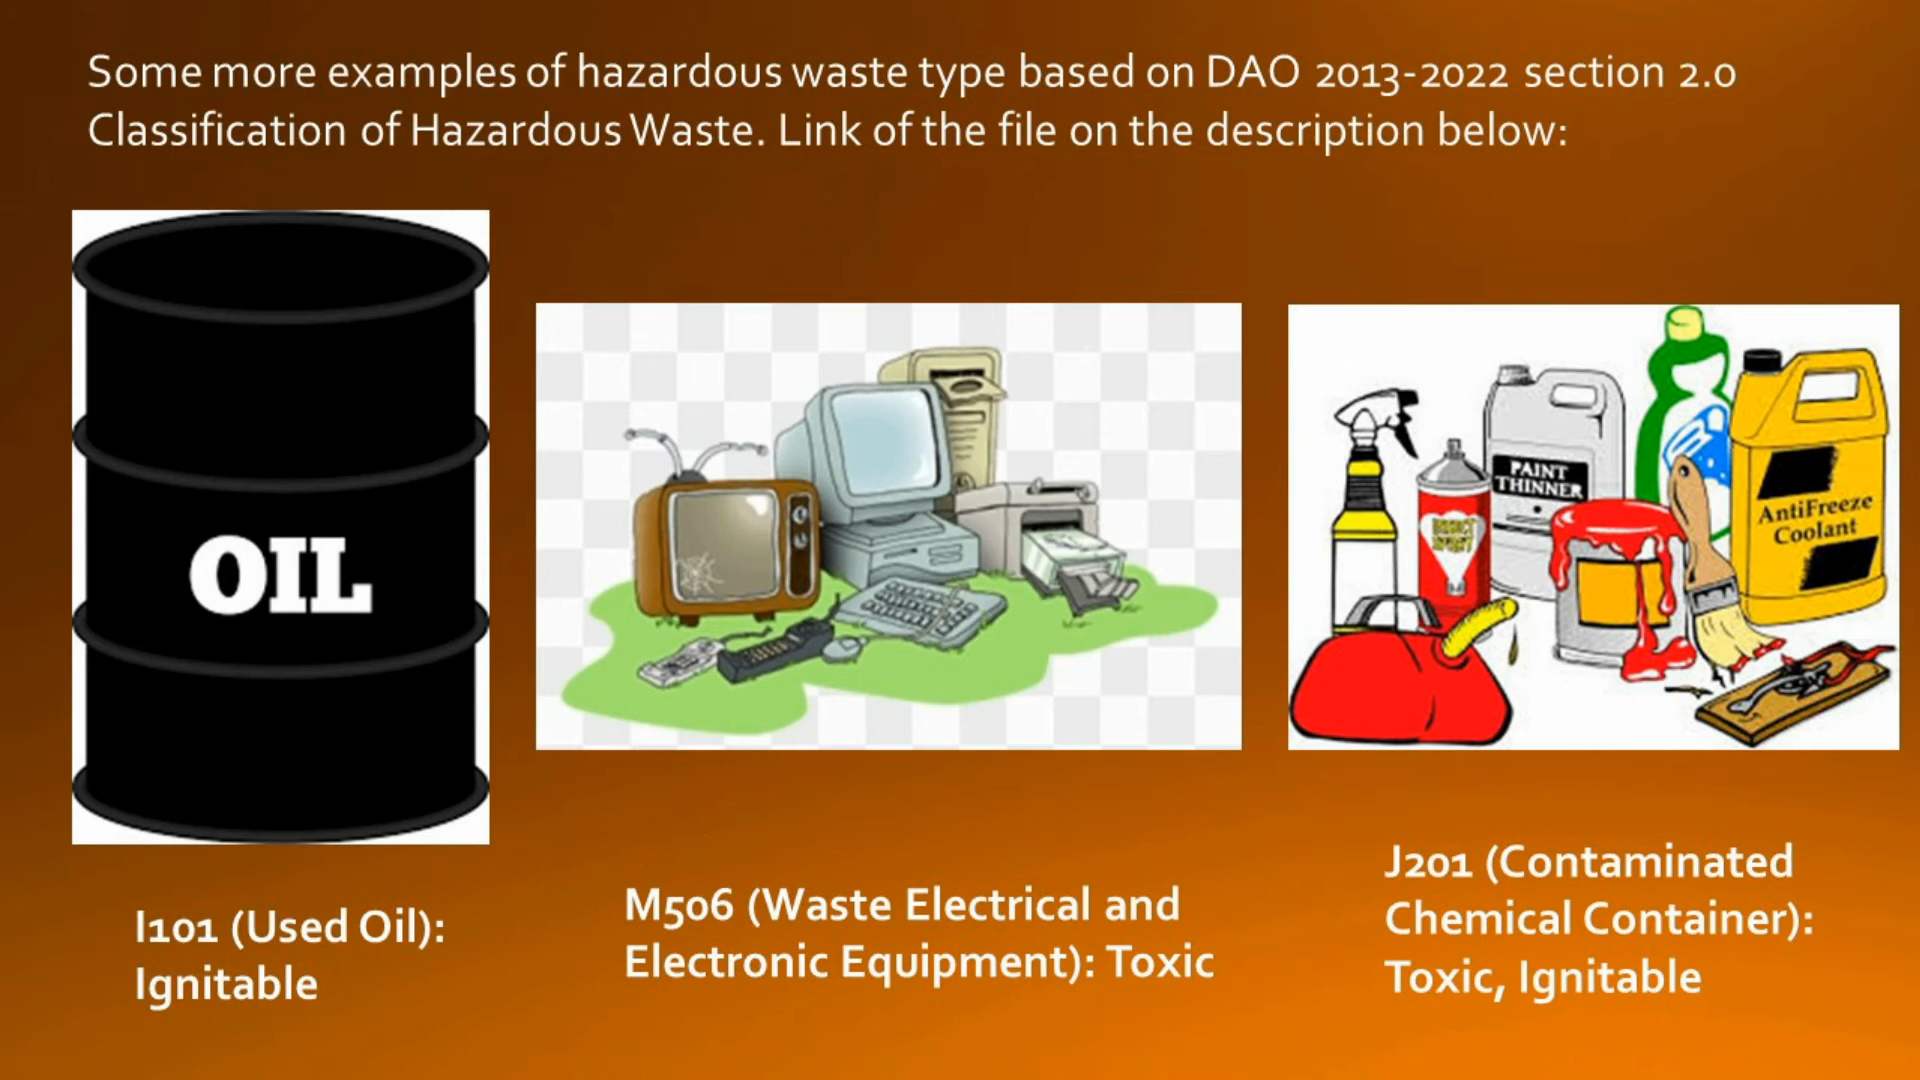 Some more examples of hazardous waste type based on DAO 2013-2022 section 2.0
Classification of Hazardous Waste. Link of the file on the description below:
OIL
PAINT
THINNER
INSECT
SPRAY
AntiFreeze
Coolant
I101 (Used Oil):
Ignitable
M506 (Waste Electrical and
Electronic Equipment): Toxic
J201 (Contaminated
Chemical Container):
Toxic, Ignitable